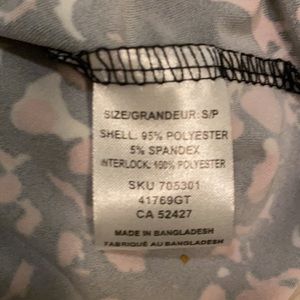 SIZE/GRANDEUR: S/P
SHELL: 95% POLYESTER
5% SPANDEX
INTERLOCK: 100% POLYESTER
SKU 705301
41769GT
CA 52427
MADE IN BANGLADESH
FABRIQUÉ AU BANGLADESH